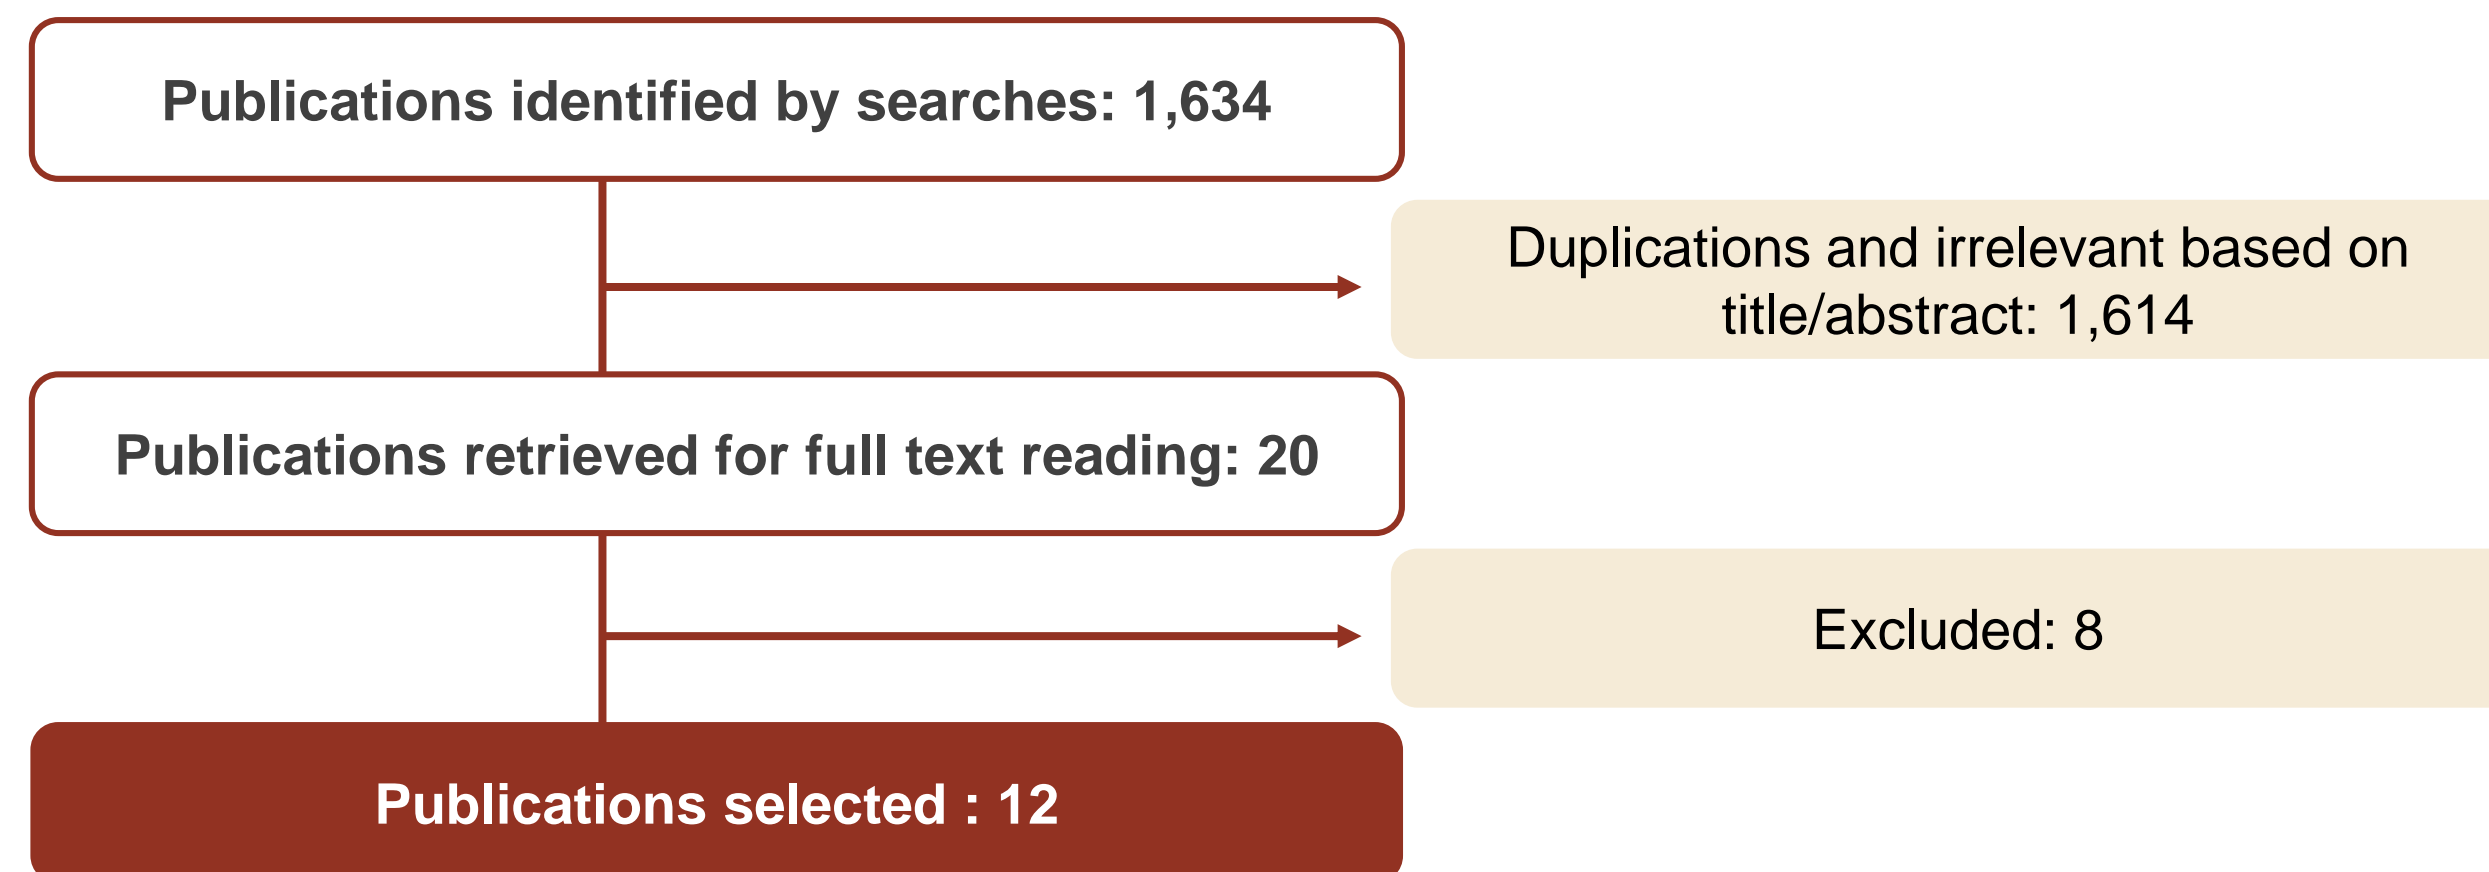 Publications identified by searches: 1,634
Duplications and irrelevant based on
title/abstract: 1,614
Publications retrieved for full text reading: 20
Excluded: 8
Publications selected : 12